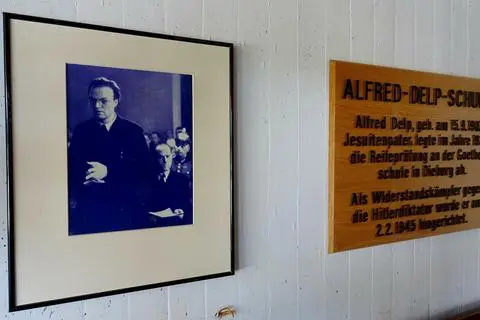 ALFRED-DELP-SCHU
Alfred Delp, geb. am 15.9.190
Jesuitenpater, legte im Jahre 19
die Reifeprüfung an der Goethe
schule in Dieburg ab.
Als Widerstandskämpfer gege
die Hitlerdiktatur wurde er am
2.2.1945 hingerichtet.